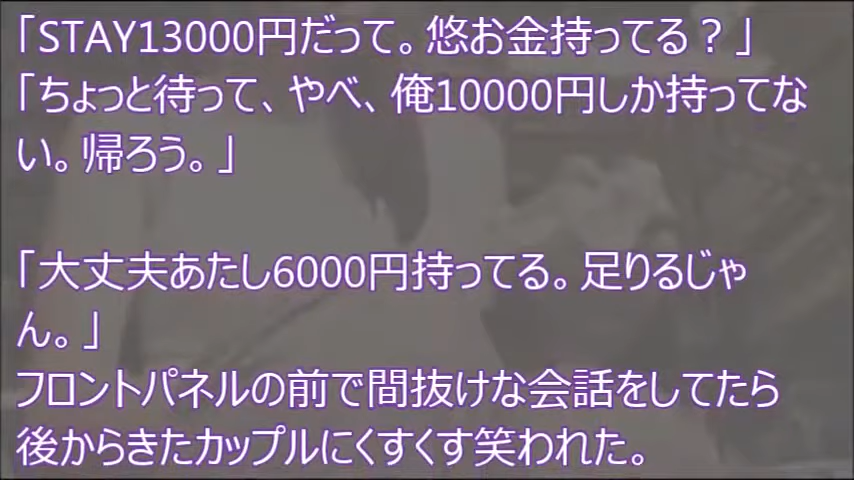 「STAY13000円だって。悠お金持ってる？」
「ちょっと待って、やべ、俺10000円しか持ってな
い。帰ろう。」
「大丈夫あたし6000円持ってる。足りるじゃ
ん。」
フロントパネルの前で間抜けな会話をしてたら
後からきたカップルにくすくす笑われた。